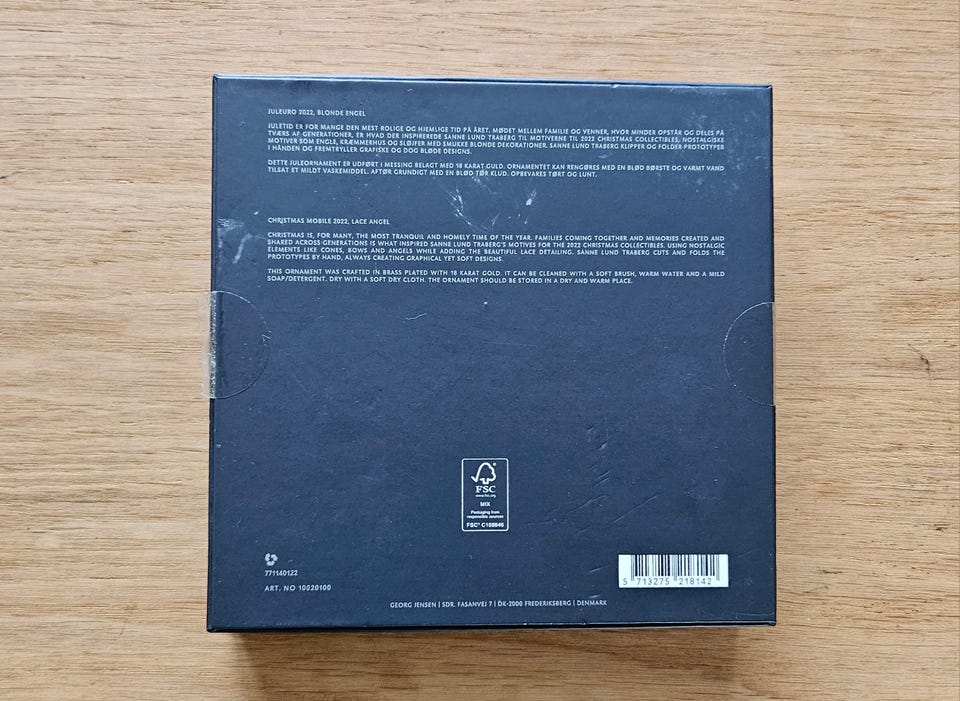 JULEURO 2022, BLONDE ENGEL
JULETID ER FOR MANGE DEN MEST ROLIGE OG HJEMLIGE TID PÅ ÅRET. MØDET MELLEM FAMILIE OG VENNER, HVOR MINDER OPSTÅR OG DELES PÅ
TVÆRS AF GENERATIONER, ER HVAD DER INSPIREREDE SANNE LUND TRABERG TIL MOTIVERNE TIL 2022 CHRISTMAS COLLECTIBLES. NOSTALGISKE
MOTIVER SOM ENGLE, KRÆMMERHUS OG SLØJFER MED SMUKKE BLONDE DEKORATIONER. SANNE LUND TRABERG KLIPPER OG FOLDER PROTOTYPER
I HÅNDEN OG FREMTRYLLER GRAFISKE OG DOG BLØDE DESIGNS.
DETTE JULEORNAMENT ER UDFØRT I MESSING BELAGT MED 18 KARAT GULD. ORNAMENTET KAN RENGØRES MED EN BLØD BØRSTE OG VARMT VAND
TILSAT ET MILDT VASKEMIDDEL. AFTØR GRUNDIGT MED EN BLØD TØR KLUD. OPBEVARES TØRT OG LUNT.
CHRISTMAS MOBILE 2022, LACE ANGEL
CHRISTMAS IS, FOR MANY, THE MOST TRANQUIL AND HOMELY TIME OF THE YEAR. FAMILIES COMING TOGETHER AND MEMORIES CREATED AND
SHARED ACROSS GENERATIONS IS WHAT INSPIRED SANNE LUND TRABERG'S MOTIVES FOR THE 2022 CHRISTMAS COLLECTIBLES. USING NOSTALGIC
ELEMENTS LIKE CONES, BOWS AND ANGELS WHILE ADDING THE BEAUTIFUL LACE DETAILING. SANNE LUND TRABERG CUTS AND FOLDS THE
PROTOTYPES BY HAND, ALWAYS CREATING GRAPHICAL YET SOFT DESIGNS.
THIS ORNAMENT WAS CRAFTED IN BRASS PLATED WITH 18 KARAT GOLD. IT CAN BE CLEANED WITH A SOFT BRUSH, WARM WATER AND A MILD
SOAP/DETERGENT. DRY WITH A SOFT DRY CLOTH. THE ORNAMENT SHOULD BE STORED IN A DRY AND WARM PLACE.
FSC
www.fsc.org
MIX
Packaging from
responsible sources
FSC® C158646
771140122
ART. NO 10020100
5 713275 218142
GEORG JENSEN | SDR. FASANVEJ 7 | DK-2000 FREDERIKSBERG | DENMARK